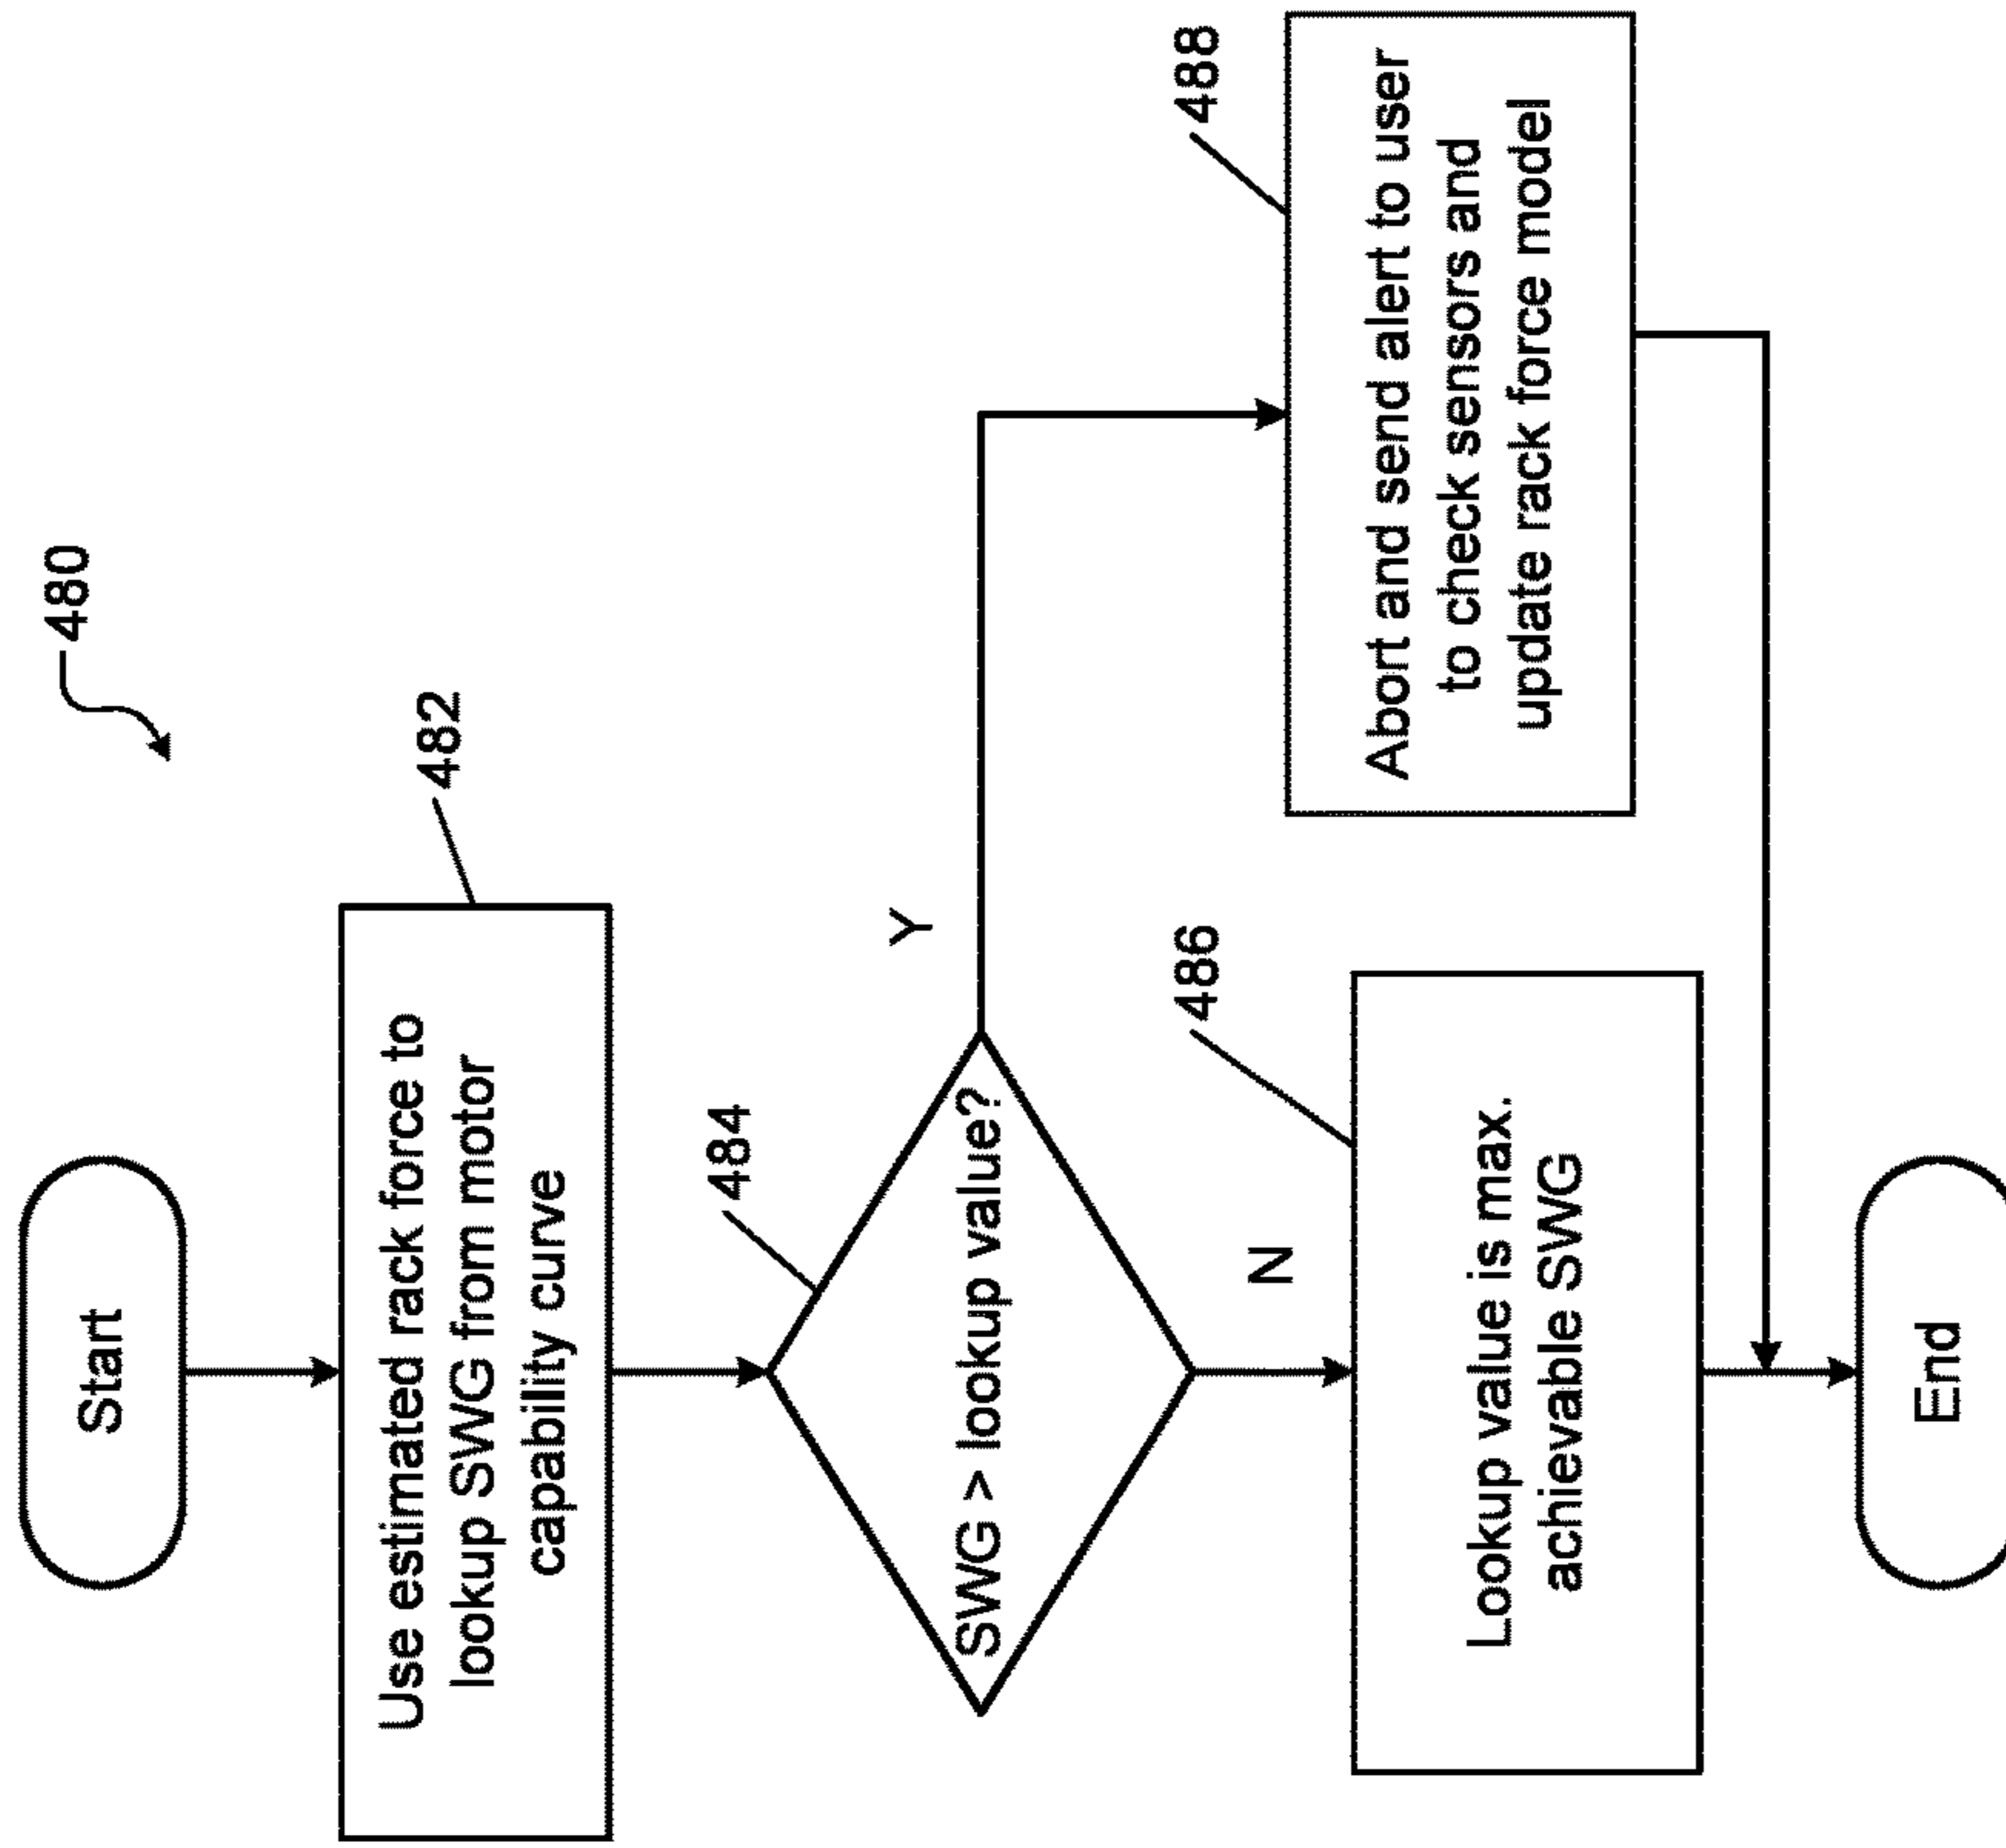 480
Start
482
Use estimated rack force to
lookup SWG from motor
capability curve
484
SWG > lookup value?
Y
N
486
Lookup value is max.
achievable SWG
488
Abort and send alert to user
to check sensors and
update rack force model
End